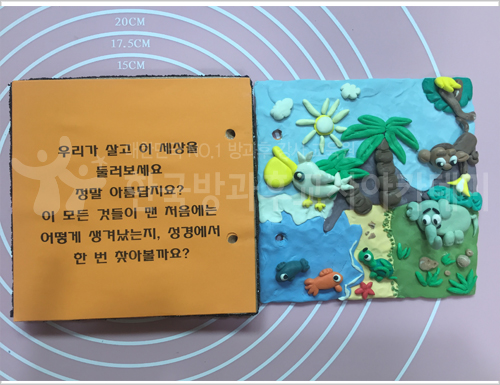 20CM
17.5CM
15CM
우리가 살고 이 세상을
둘러보세요
정말 아름답지요?
이 모든 것들이 맨 처음에는
어떻게 생겨났는지, 성경에서
한 번 찾아볼까요?